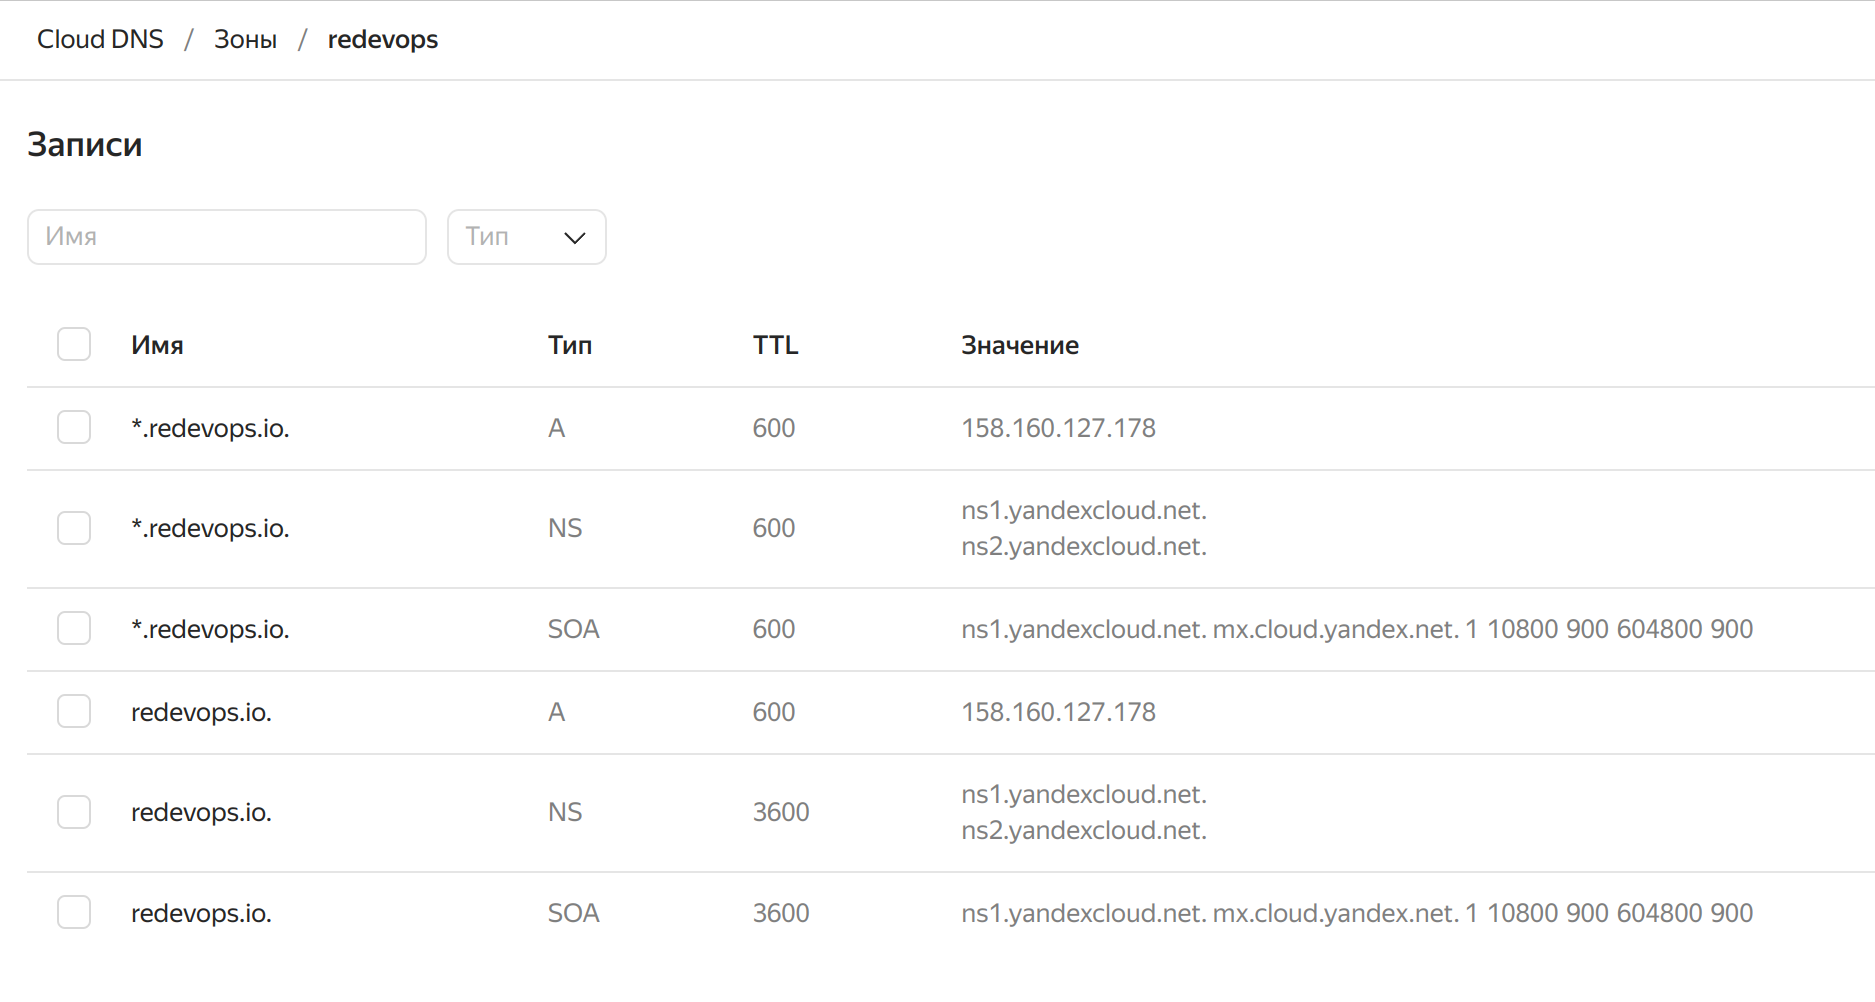 Cloud DNS / Зоны / redevops
Записи
Имя Тип
Имя Тип TTL Значение
*.redevops.io. A 600 158.160.127.178
*.redevops.io. NS 600 ns1.yandexcloud.net.
ns2.yandexcloud.net.
*.redevops.io. SOA 600 ns1.yandexcloud.net. mx.cloud.yandex.net. 1 10800 900 604800 900
redevops.io. A 600 158.160.127.178
redevops.io. NS 3600 ns1.yandexcloud.net.
ns2.yandexcloud.net.
redevops.io. SOA 3600 ns1.yandexcloud.net. mx.cloud.yandex.net. 1 10800 900 604800 900